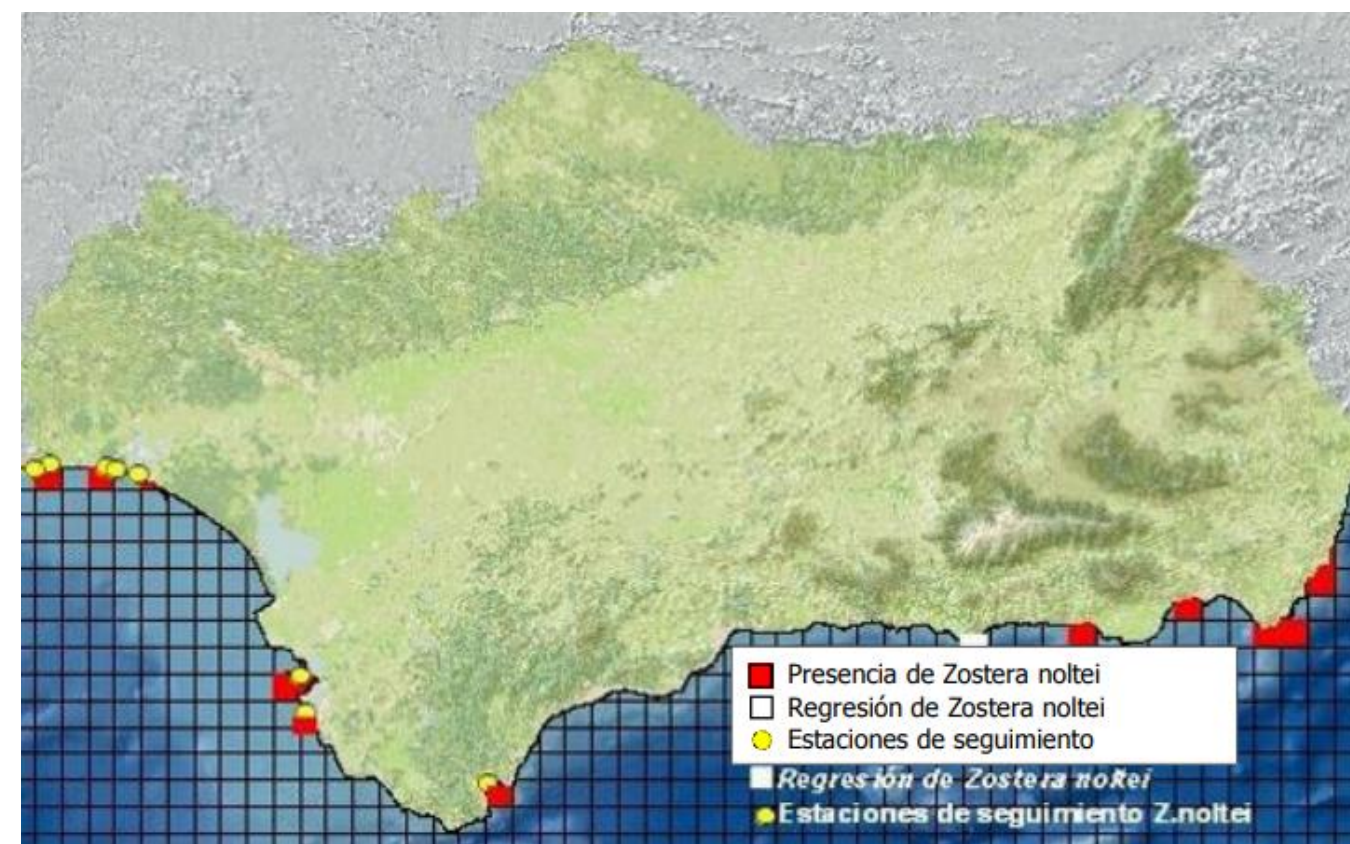 Presencia de Zostera noltei
Regresión de Zostera noltei
Estaciones de seguimiento
Regresión de Zostera noltei
Estaciones de seguimiento Z.noltei